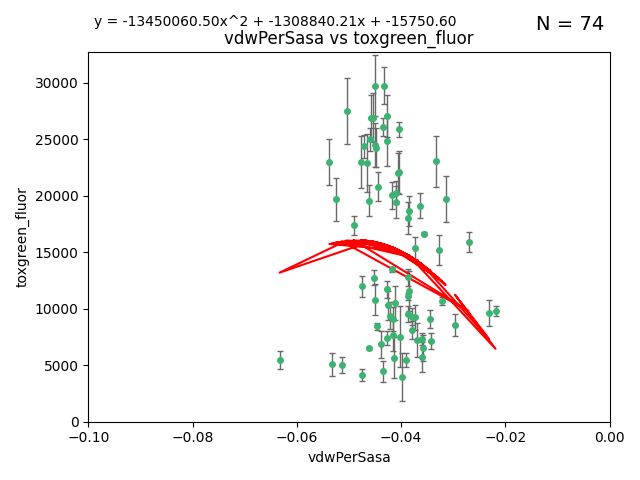 y = -13450060.50x^2 + -1308840.21x + -15750.60
N = 74
vdwPerSasa vs toxgreen_fluor
toxgreen_fluor
30000
25000
20000
15000
10000
5000
0
−0.10
−0.08
−0.06
−0.04
−0.02
0.00
vdwPerSasa